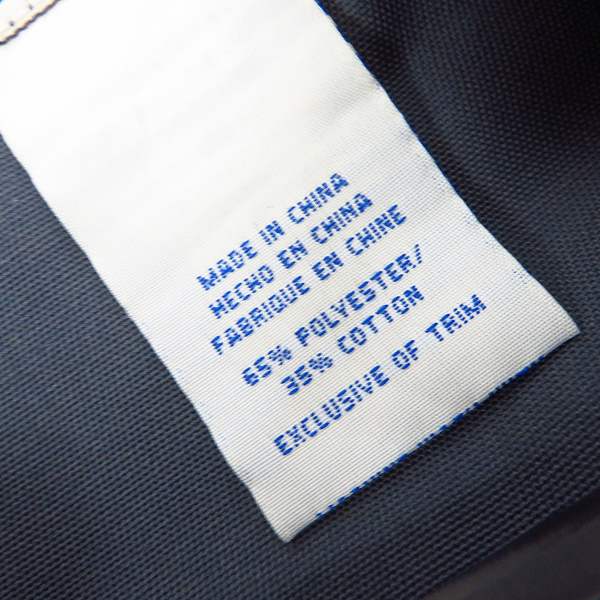 MADE IN CHINA
HECHO EN CHINA
FABRIQUE EN CHINE
65% POLYESTER/
35% COTTON
EXCLUSIVE OF TRIM